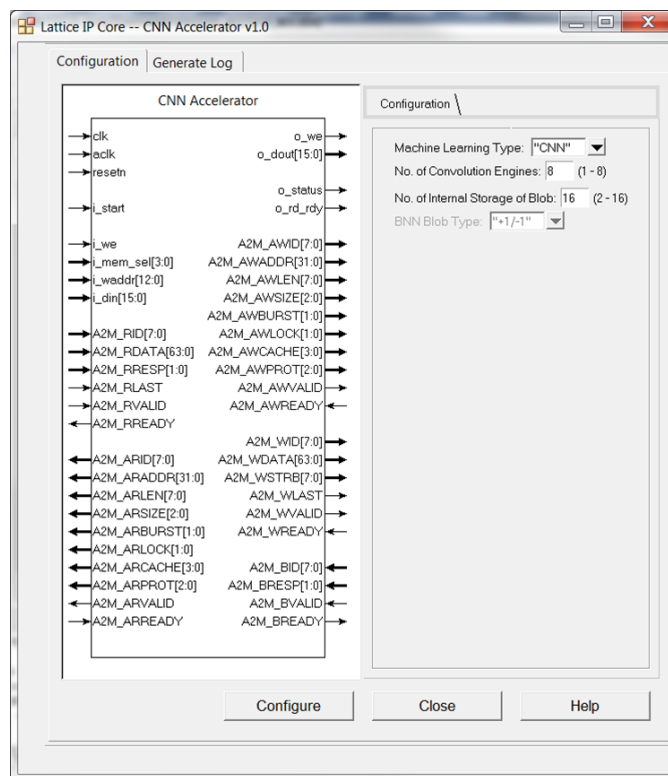 Lattice IP Core -- CNN Accelerator v1.0
Configuration Generate Log
CNN Accelerator
clk o_we
aclk o_dout[15:0]
resetn
o_status
i_start o_rd_rdy
i_we A2M_AWID[7:0]
i_mem_sel[3:0] A2M_AWADDR[31:0]
i_waddr[12:0] A2M_AWLEN[7:0]
i_din[15:0] A2M_AWSIZE[2:0]
A2M_AWBURST[1:0]
A2M_RID[7:0] A2M_AWLOCK[1:0]
A2M_RDATA[63:0] A2M_AWCACHE[3:0]
A2M_RRESP[1:0] A2M_AWPROT[2:0]
A2M_RLAST A2M_AWVALID
A2M_RVALID A2M_AWREADY
A2M_RREADY
A2M_WID[7:0]
A2M_ARID[7:0] A2M_WDATA[63:0]
A2M_ARADDR[31:0] A2M_WSTRB[7:0]
A2M_ARLEN[7:0] A2M_WLAST
A2M_ARSIZE[2:0] A2M_WVALID
A2M_ARBURST[1:0] A2M_WREADY
A2M_ARLOCK[1:0]
A2M_ARCACHE[3:0] A2M_BID[7:0]
A2M_ARPROT[2:0] A2M_BRESP[1:0]
A2M_ARVALID A2M_BVALID
A2M_ARREADY A2M_BREADY
Configuration
Machine Learning Type: "CNN"
No. of Convolution Engines: 8 (1 - 8)
No. of Internal Storage of Blob: 16 (2 - 16)
BNN Blob Type: "+1/-1"
Configure Close Help